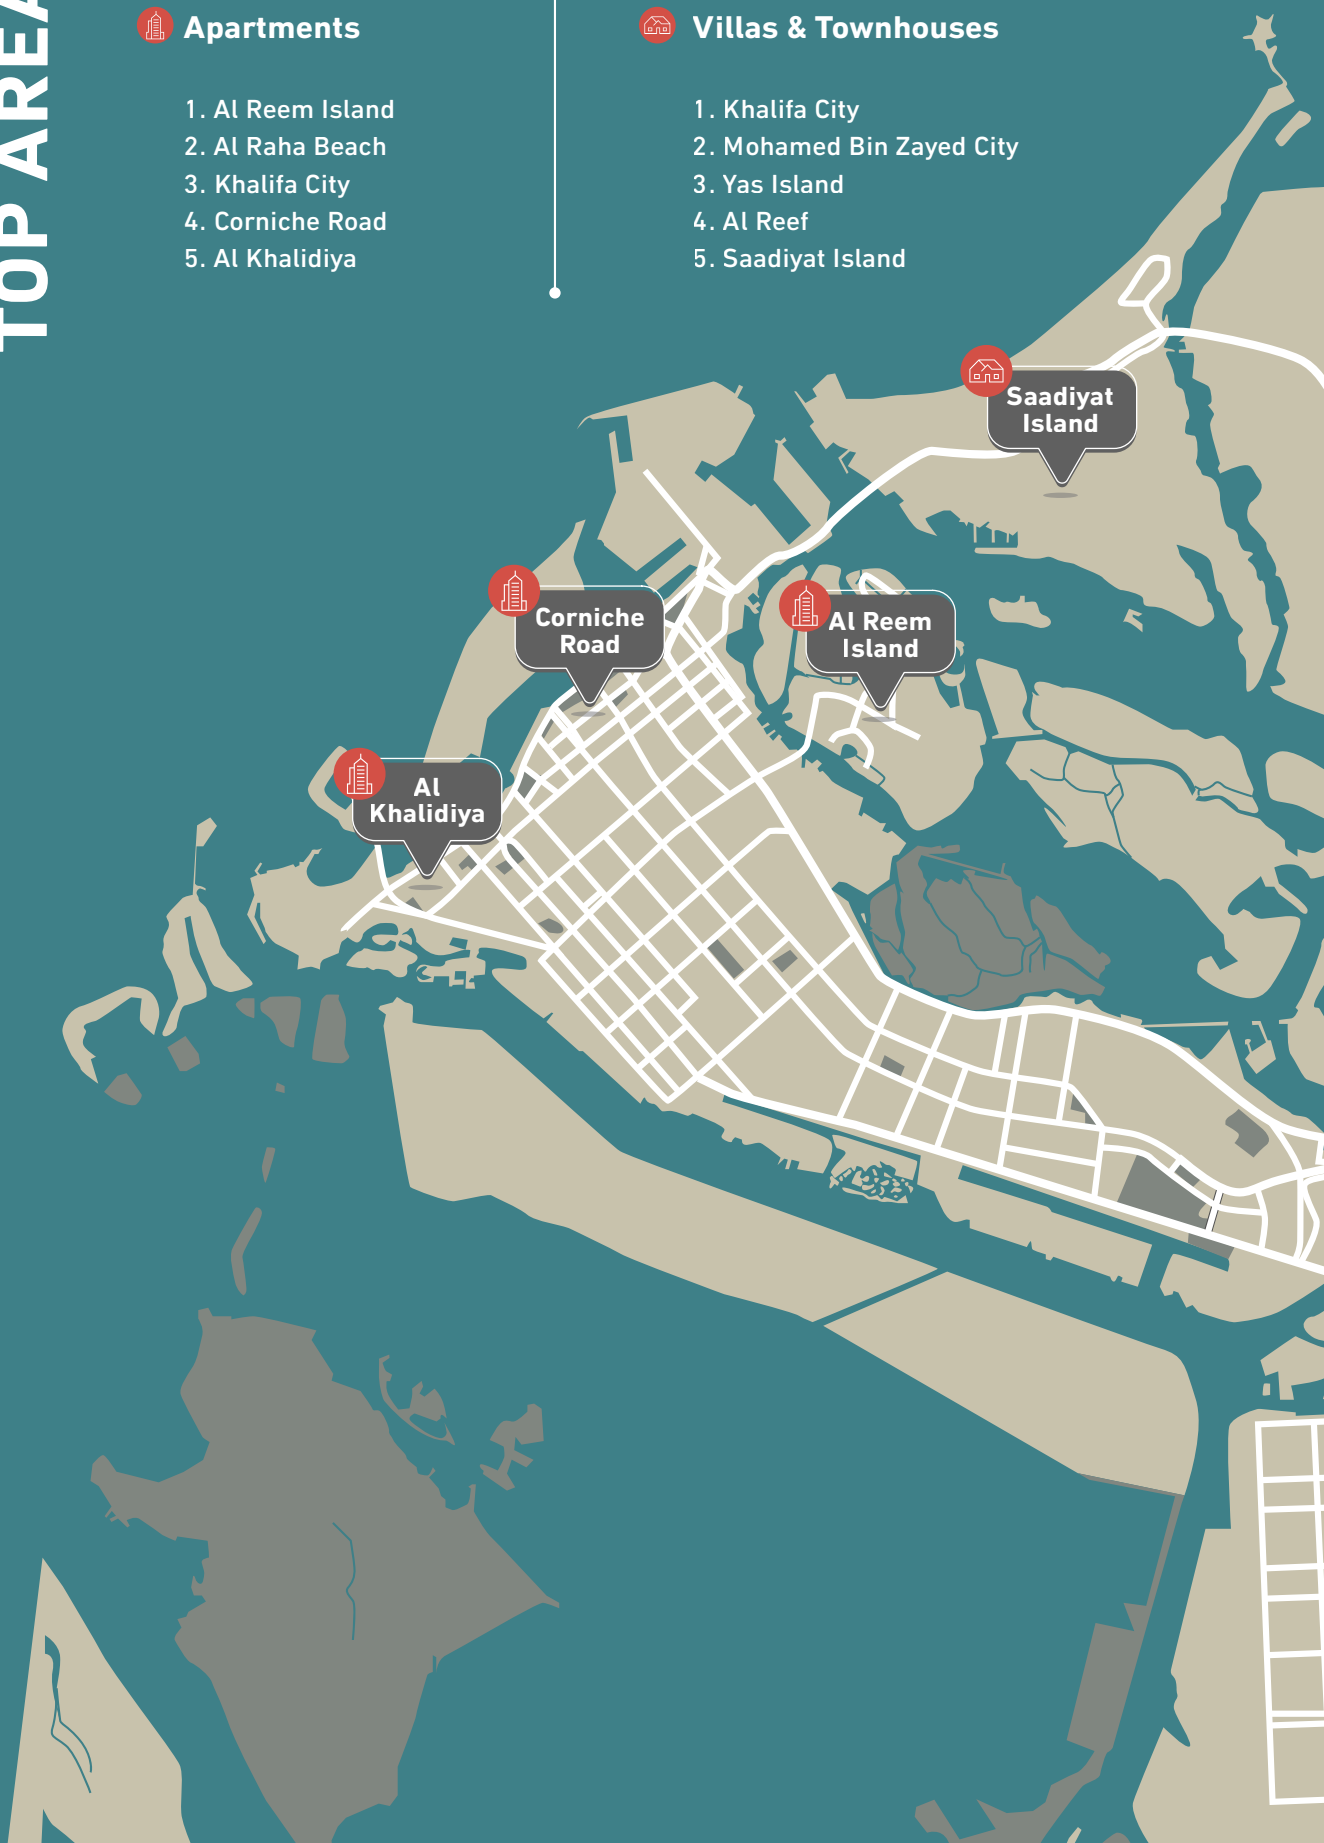 TOP AREA
Apartments
1. Al Reem Island
2. Al Raha Beach
3. Khalifa City
4. Corniche Road
5. Al Khalidiya
Villas & Townhouses
1. Khalifa City
2. Mohamed Bin Zayed City
3. Yas Island
4. Al Reef
5. Saadiyat Island
Saadiyat
Island
Corniche
Road
Al Reem
Island
Al
Khalidiya